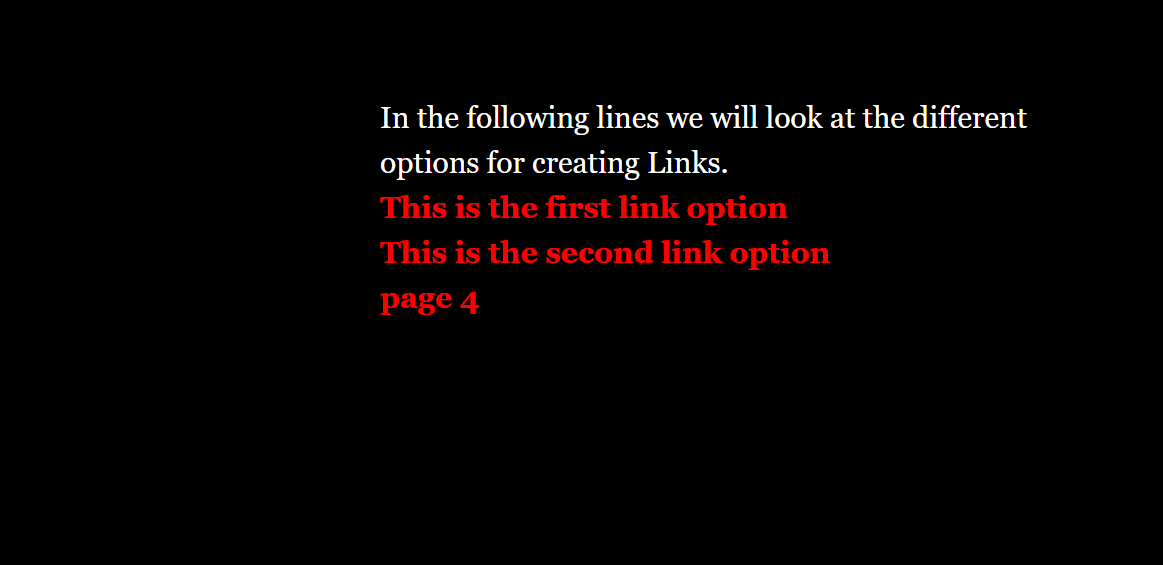 In the following lines we will look at the different
options for creating Links.
This is the first link option
This is the second link option
page 4